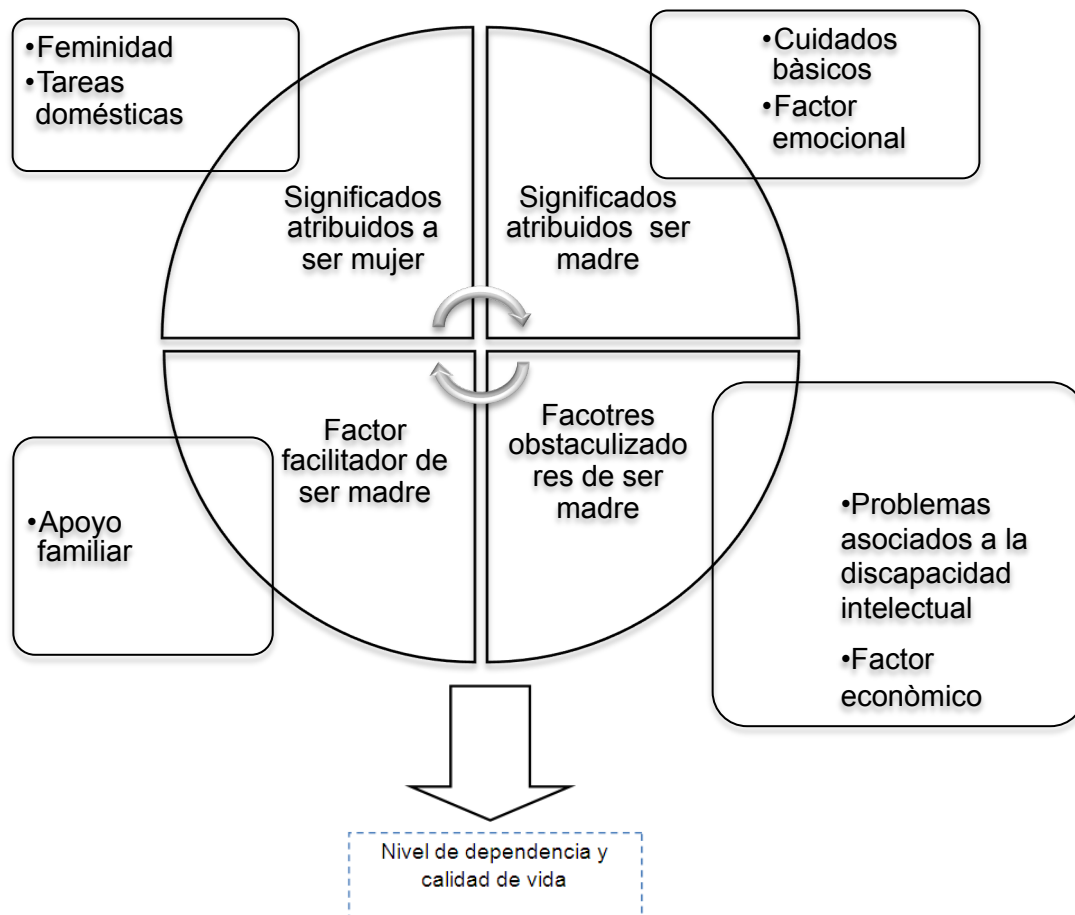 •Feminidad
•Tareas
domésticas
•Cuidados
bàsicos
•Factor
emocional
Significados
atribuidos a
ser mujer
Significados
atribuidos ser
madre
Factor
facilitador de
ser madre
Facotres
obstaculizado
res de ser
madre
•Apoyo
familiar
•Problemas
asociados a la
discapacidad
intelectual
•Factor
econòmico
Nivel de dependencia y
calidad de vida